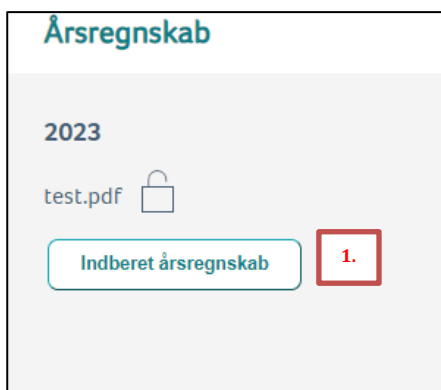 Årsregnskab
2023
test.pdf
Indberet årsregnskab
1.